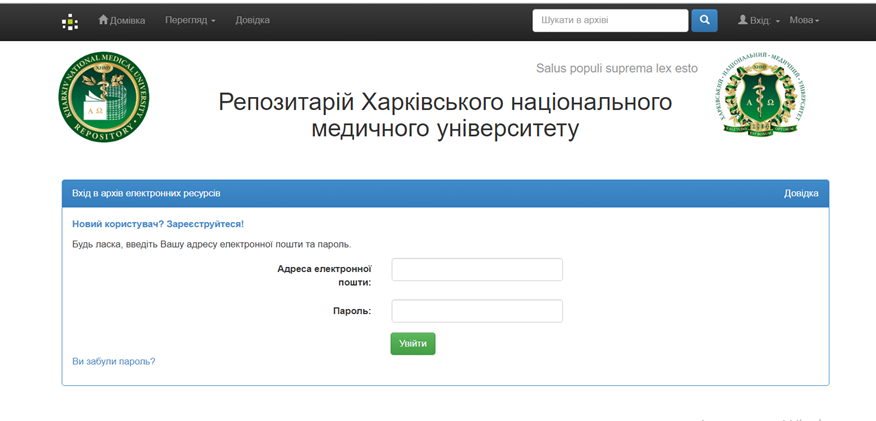 Домівка Перегляд Довідка Шукати в архіві Вхід: Мова
Salus populi suprema lex esto
KHARKIV NATIONAL MEDICAL UNIVERSITY
REPOSITORY
Α Ω
ХАРКІВСЬКИЙ НАЦІОНАЛЬНИЙ МЕДИЧНИЙ УНІВЕРСИТЕТ
Α Ω
Репозитарій Харківського національного
медичного університету
Вхід в архів електронних ресурсів Довідка
Новий користувач? Зареєструйтеся!
Будь ласка, введіть Вашу адресу електронної пошти та пароль.
Адреса електронної
пошти:
Пароль:
Увійти
Ви забули пароль?